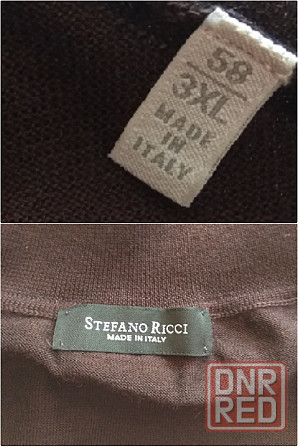 58
3XL
MADE
IN
ITALY
STEFANO RICCI
MADE IN ITALY
DNR
RED